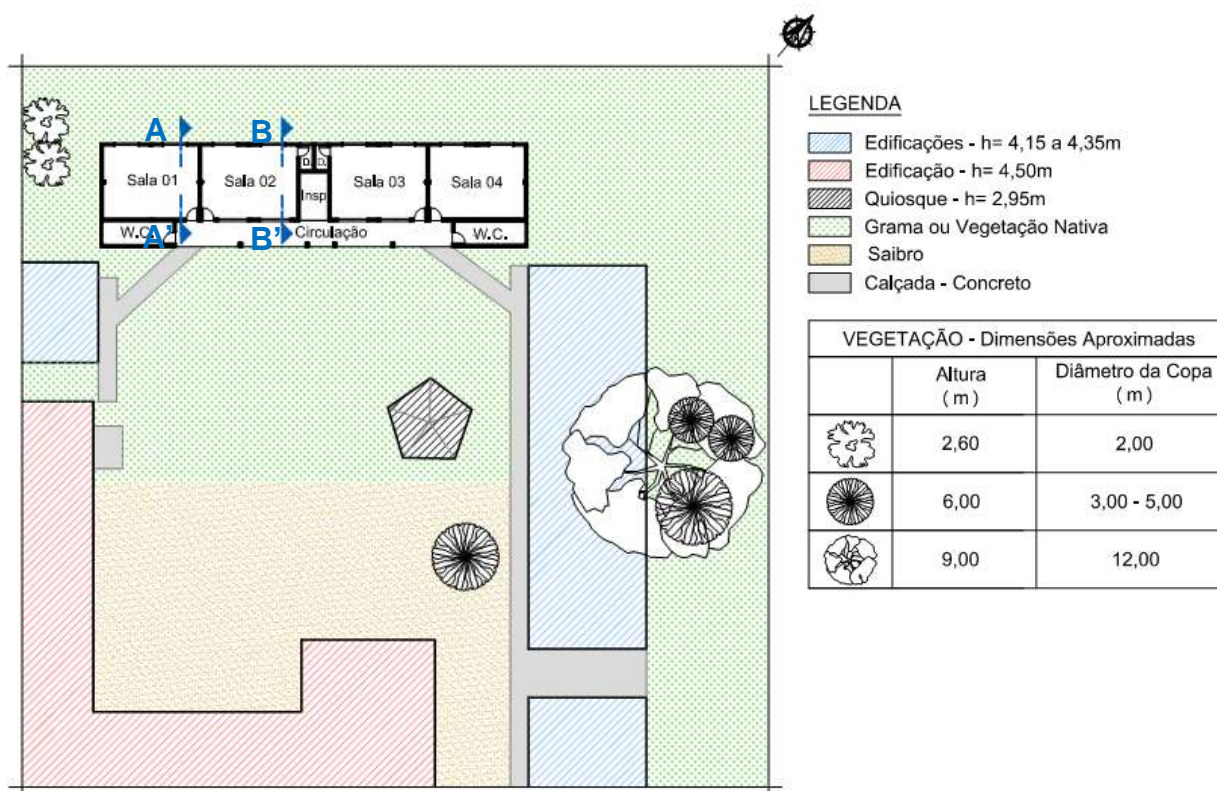 A
B
Sala 01
Sala 02
D.
D.
Sala 03
Sala 04
Insp
W.C.
A'
B'
Circulação
W.C.
LEGENDA
Edificações - h= 4,15 a 4,35m
Edificação - h= 4,50m
Quiosque - h= 2,95m
Grama ou Vegetação Nativa
Saibro
Calçada - Concreto
VEGETAÇÃO - Dimensões Aproximadas
Altura
( m )
Diâmetro da Copa
( m )
2,60
2,00
6,00
3,00 - 5,00
9,00
12,00